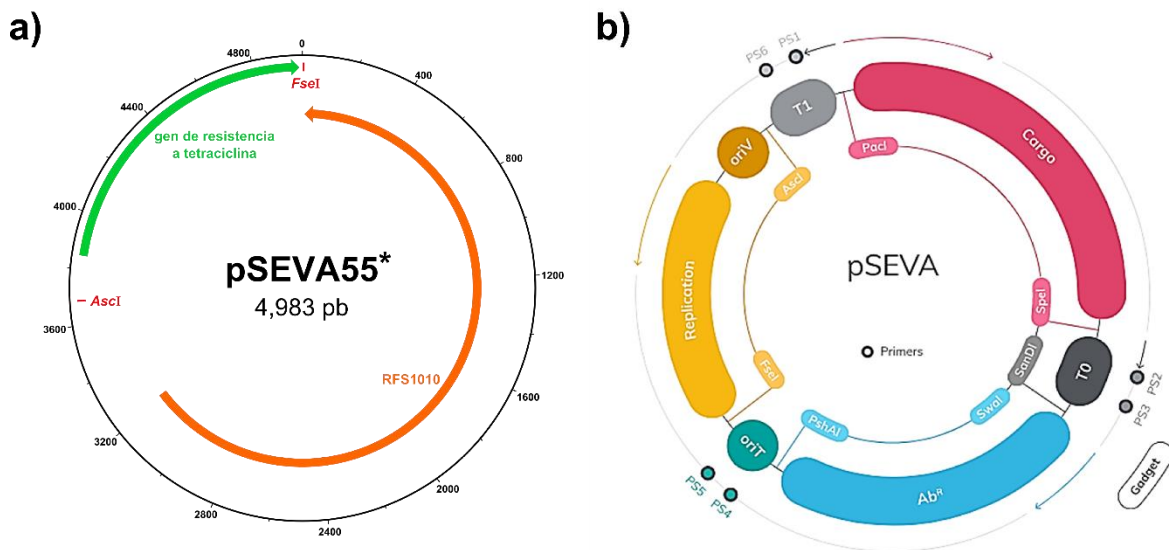 a)
0
400
800
1200
1600
2000
2400
2800
3200
3600
4000
4400
4800
FseI
AscI
gen de resistencia
a tetraciclina
pSEVA55*
4,983 pb
RFS1010
b)
PS6
PS1
T1
oriV
PacI
AscI
Cargo
Replication
pSEVA
Primers
SpeI
SanDI
T0
PS2
PS3
FseI
SwaI
PshAI
oriT
AbR
PS5
PS4
Gadget